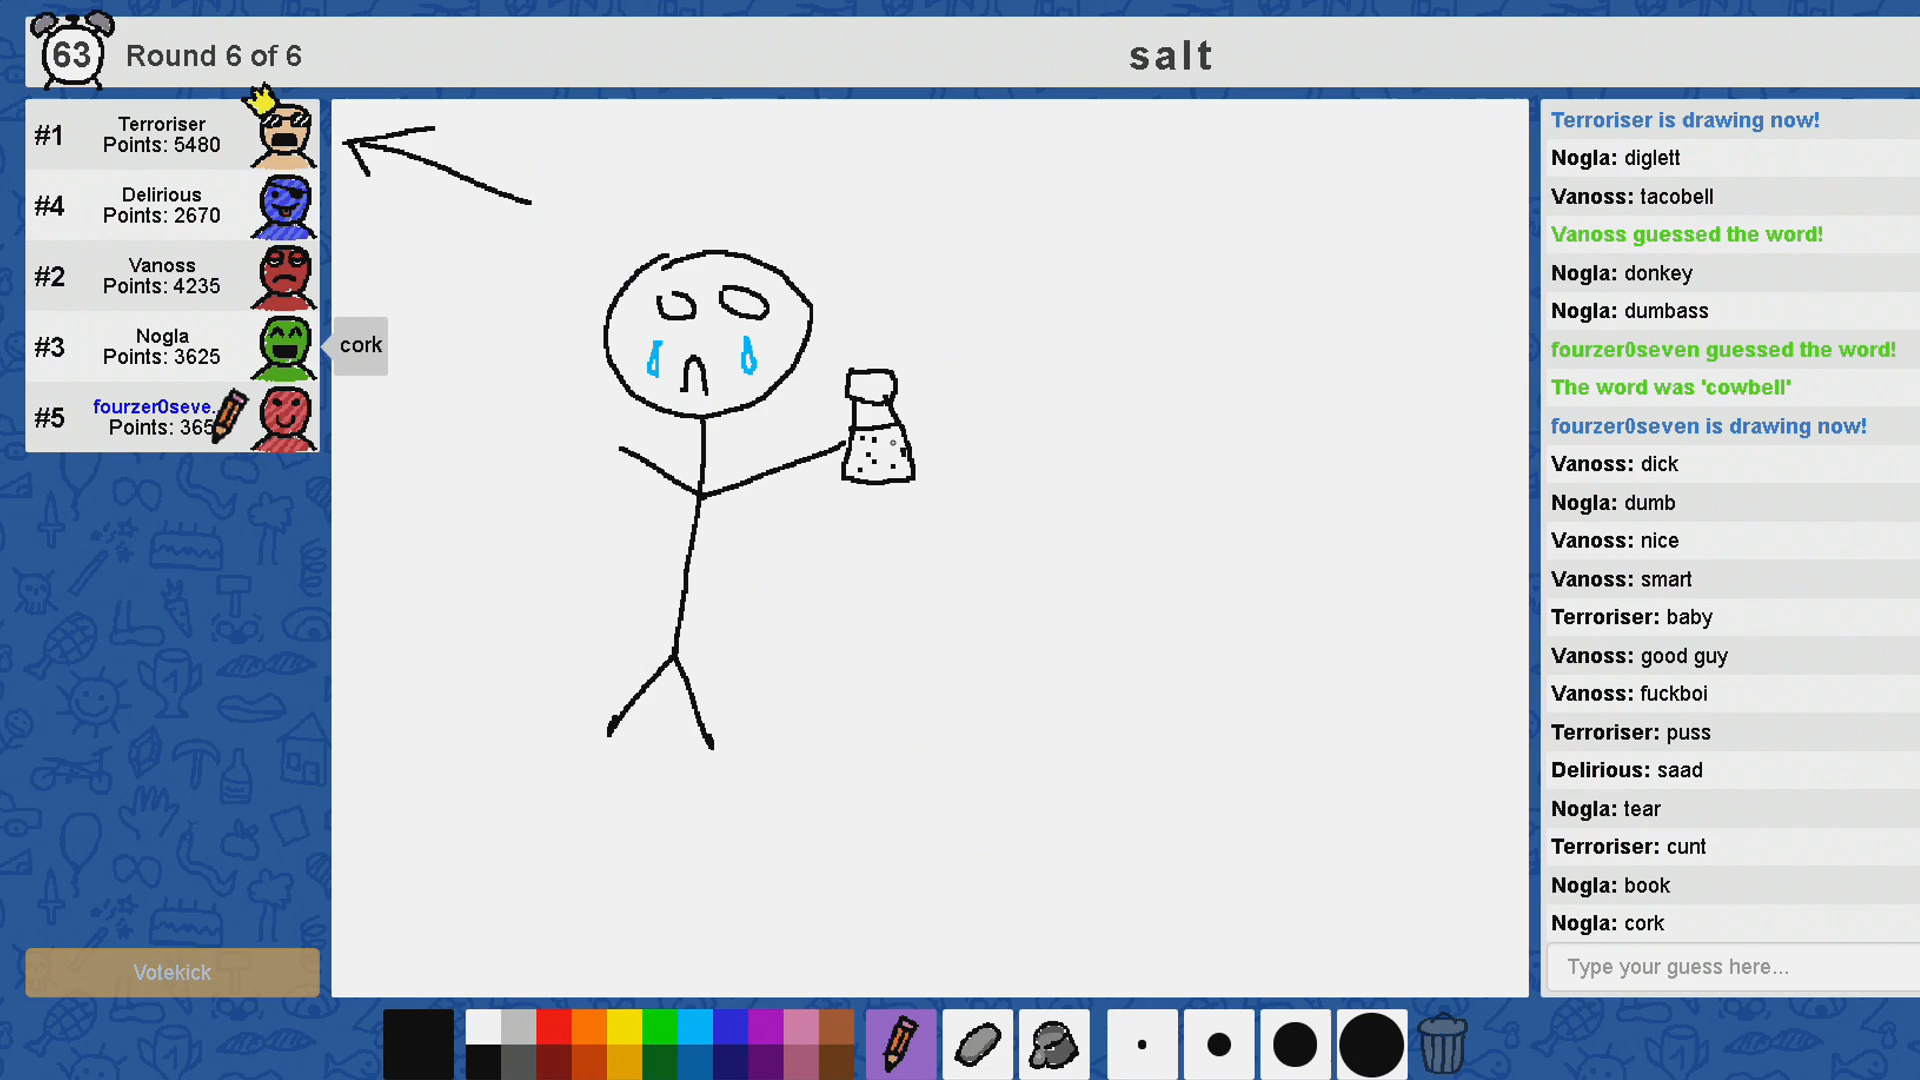 63
Round 6 of 6
salt
#1
Terroriser
Points: 5480
#4
Delirious
Points: 2670
#2
Vanoss
Points: 4235
#3
Nogla
Points: 3625
cork
#5
fourzer0seve.
Points: 365
Votekick
Terroriser is drawing now!
Nogla: diglett
Vanoss: tacobell
Vanoss guessed the word!
Nogla: donkey
Nogla: dumbass
fourzer0seven guessed the word!
The word was 'cowbell'
fourzer0seven is drawing now!
Vanoss: dick
Nogla: dumb
Vanoss: nice
Vanoss: smart
Terroriser: baby
Vanoss: good guy
Vanoss: fuckboi
Terroriser: puss
Delirious: saad
Nogla: tear
Terroriser: cunt
Nogla: book
Nogla: cork
Type your guess here...